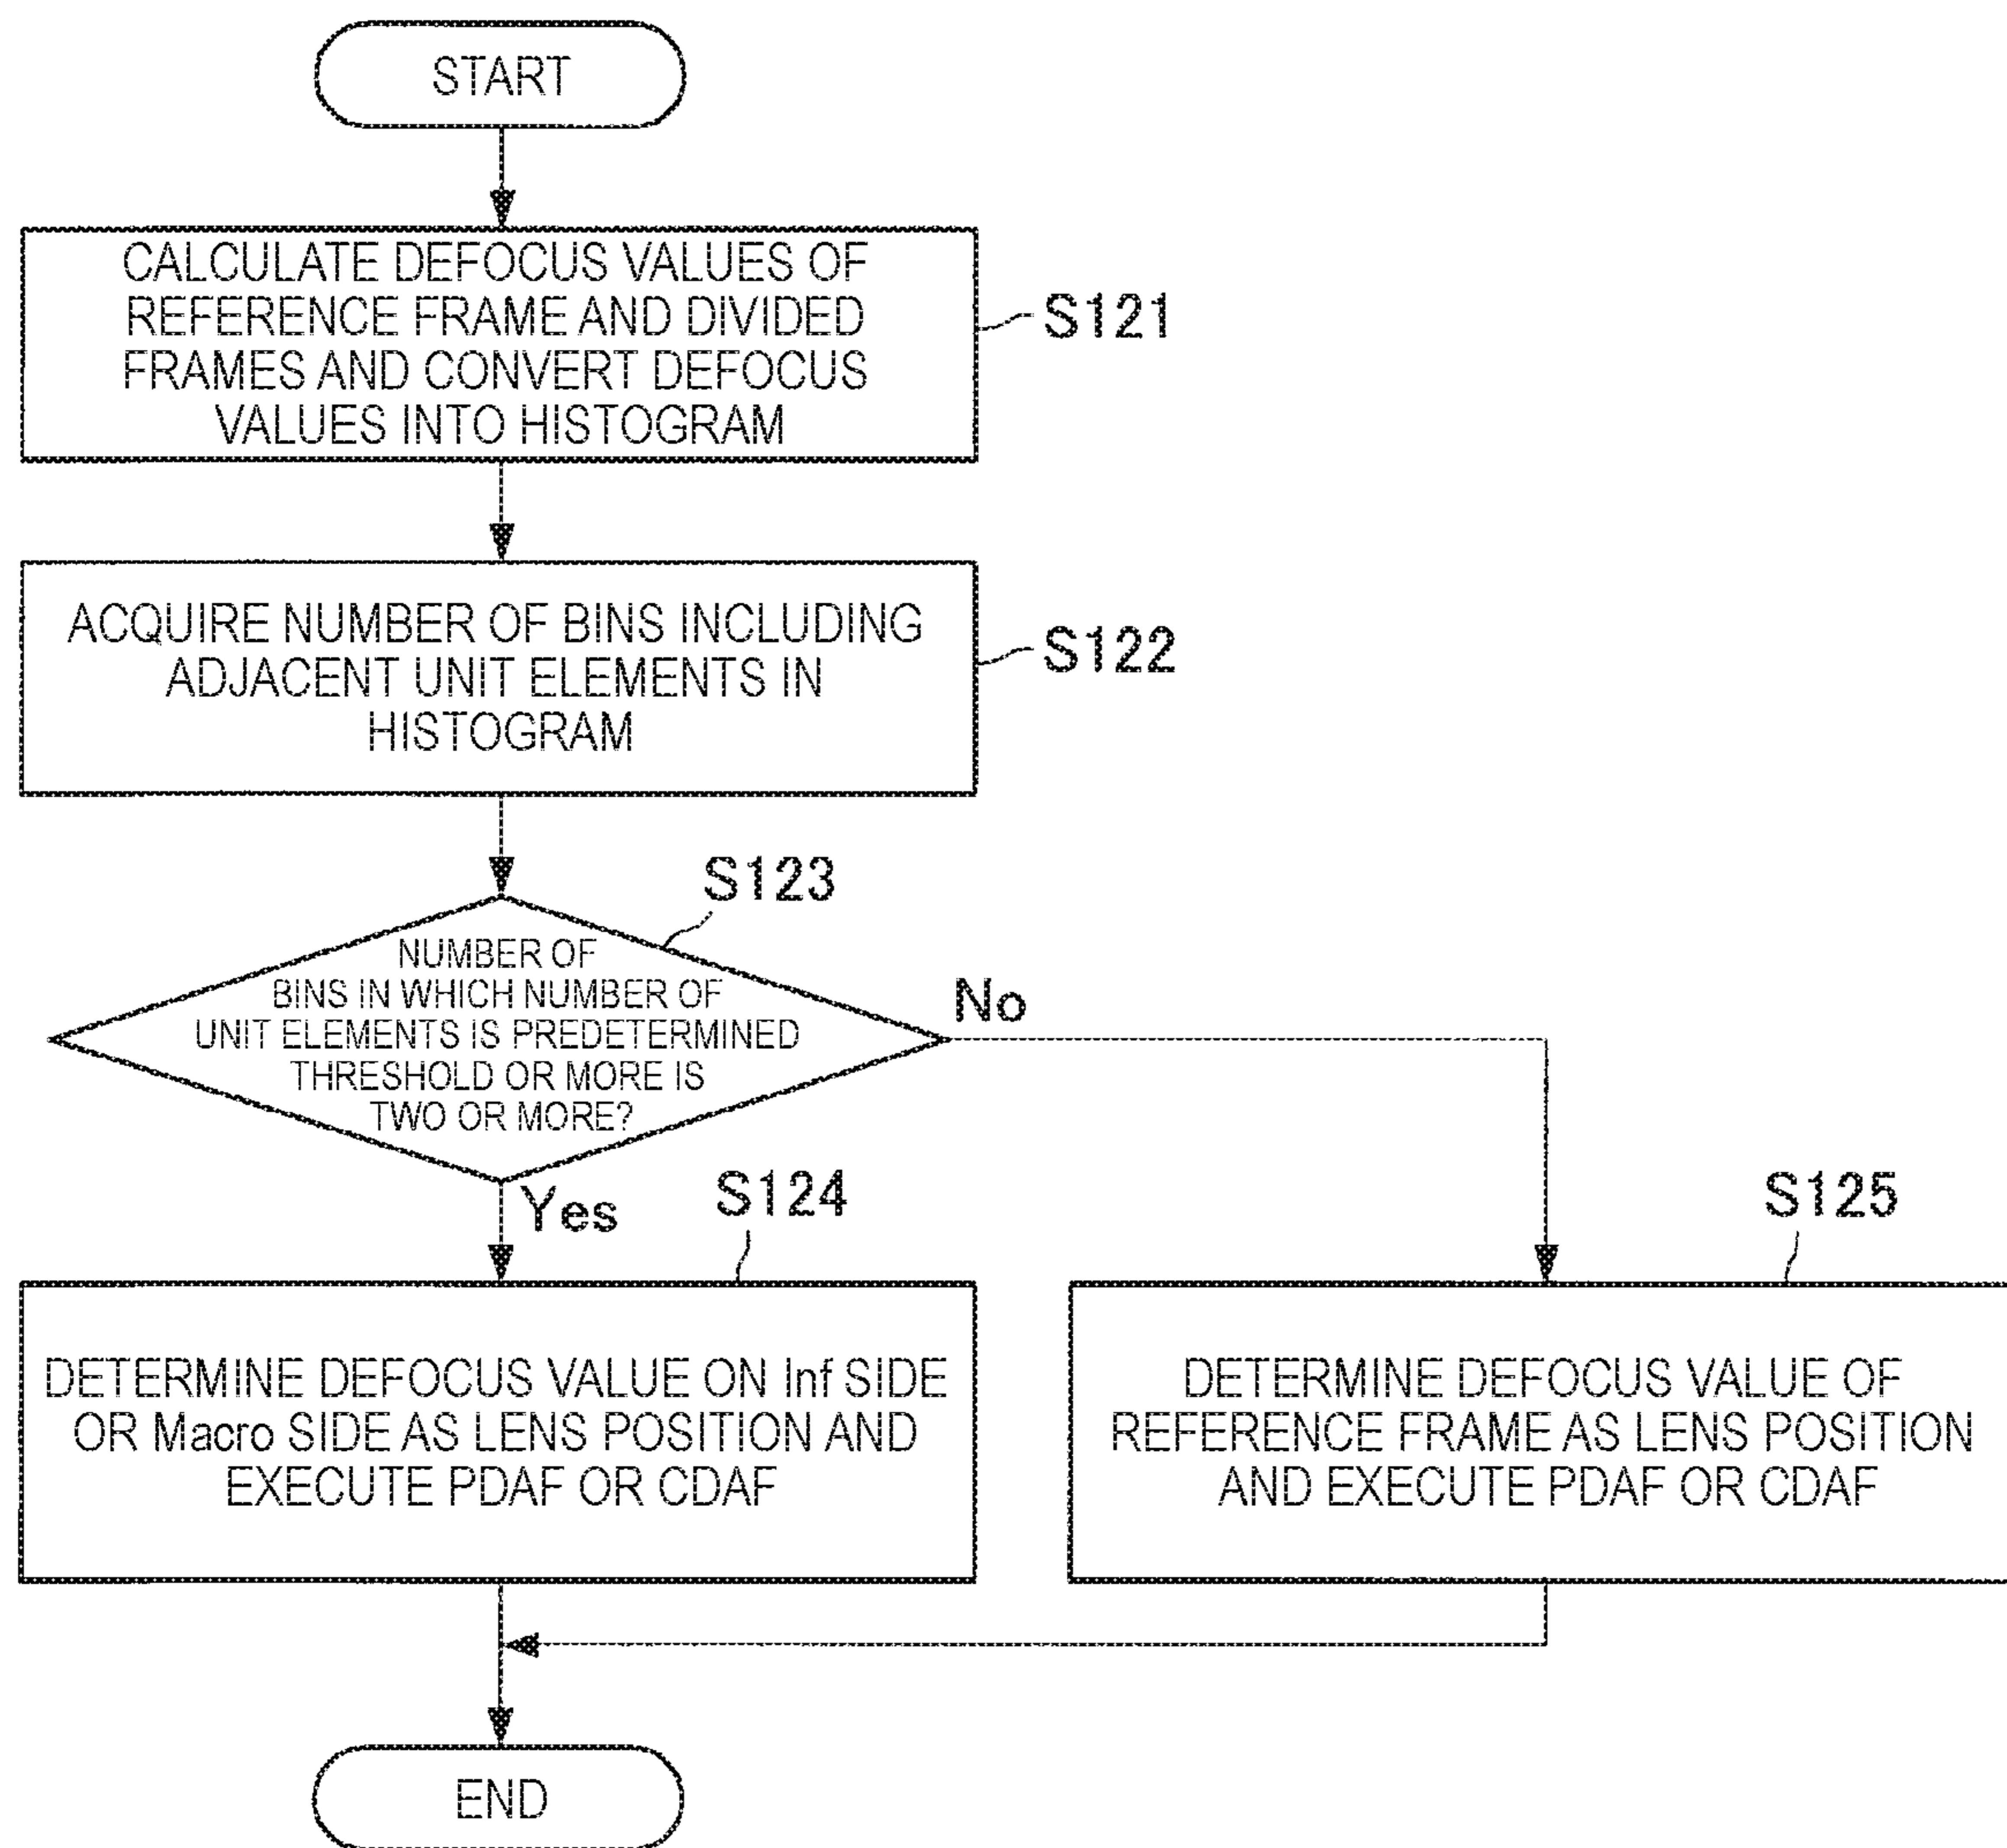 START
CALCULATE DEFOCUS VALUES OF
REFERENCE FRAME AND DIVIDED
FRAMES AND CONVERT DEFOCUS
VALUES INTO HISTOGRAM
S121
ACQUIRE NUMBER OF BINS INCLUDING
ADJACENT UNIT ELEMENTS IN
HISTOGRAM
S122
S123
NUMBER OF
BINS IN WHICH NUMBER OF
UNIT ELEMENTS IS PREDETERMINED
THRESHOLD OR MORE IS
TWO OR MORE?
No
Yes
S124
DETERMINE DEFOCUS VALUE ON Inf SIDE
OR Macro SIDE AS LENS POSITION AND
EXECUTE PDAF OR CDAF
S125
DETERMINE DEFOCUS VALUE OF
REFERENCE FRAME AS LENS POSITION
AND EXECUTE PDAF OR CDAF
END